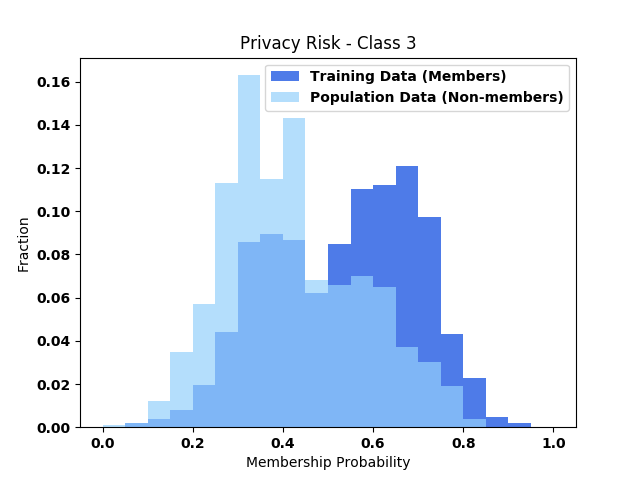 Privacy Risk - Class 3
Training Data (Members)
Population Data (Non-members)
Fraction
0.16
0.14
0.12
0.10
0.08
0.06
0.04
0.02
0.00
0.0 0.2 0.4 0.6 0.8 1.0
Membership Probability